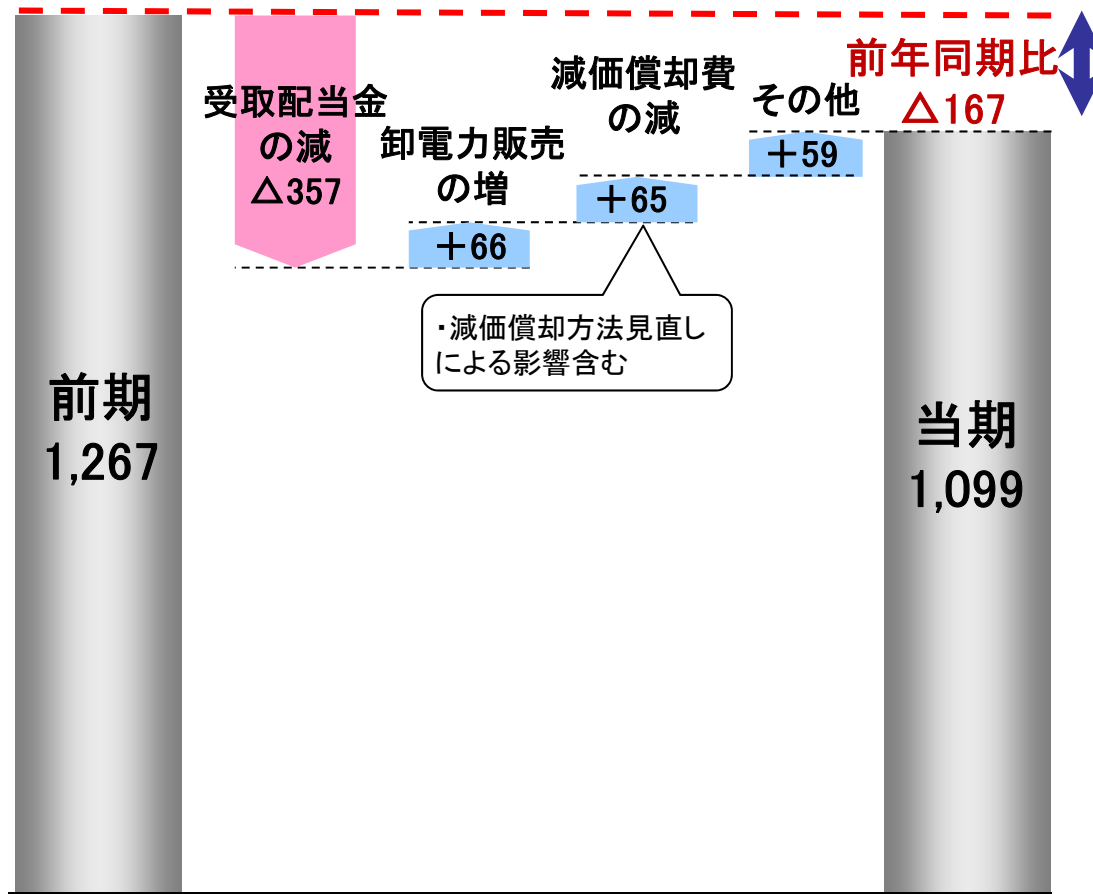 前期
1,267
受取配当金
の減
△357
卸電力販売
の増
＋66
減価償却費
の減
＋65
・減価償却方法見直し
による影響含む
その他
＋59
前年同期比
△167
当期
1,099